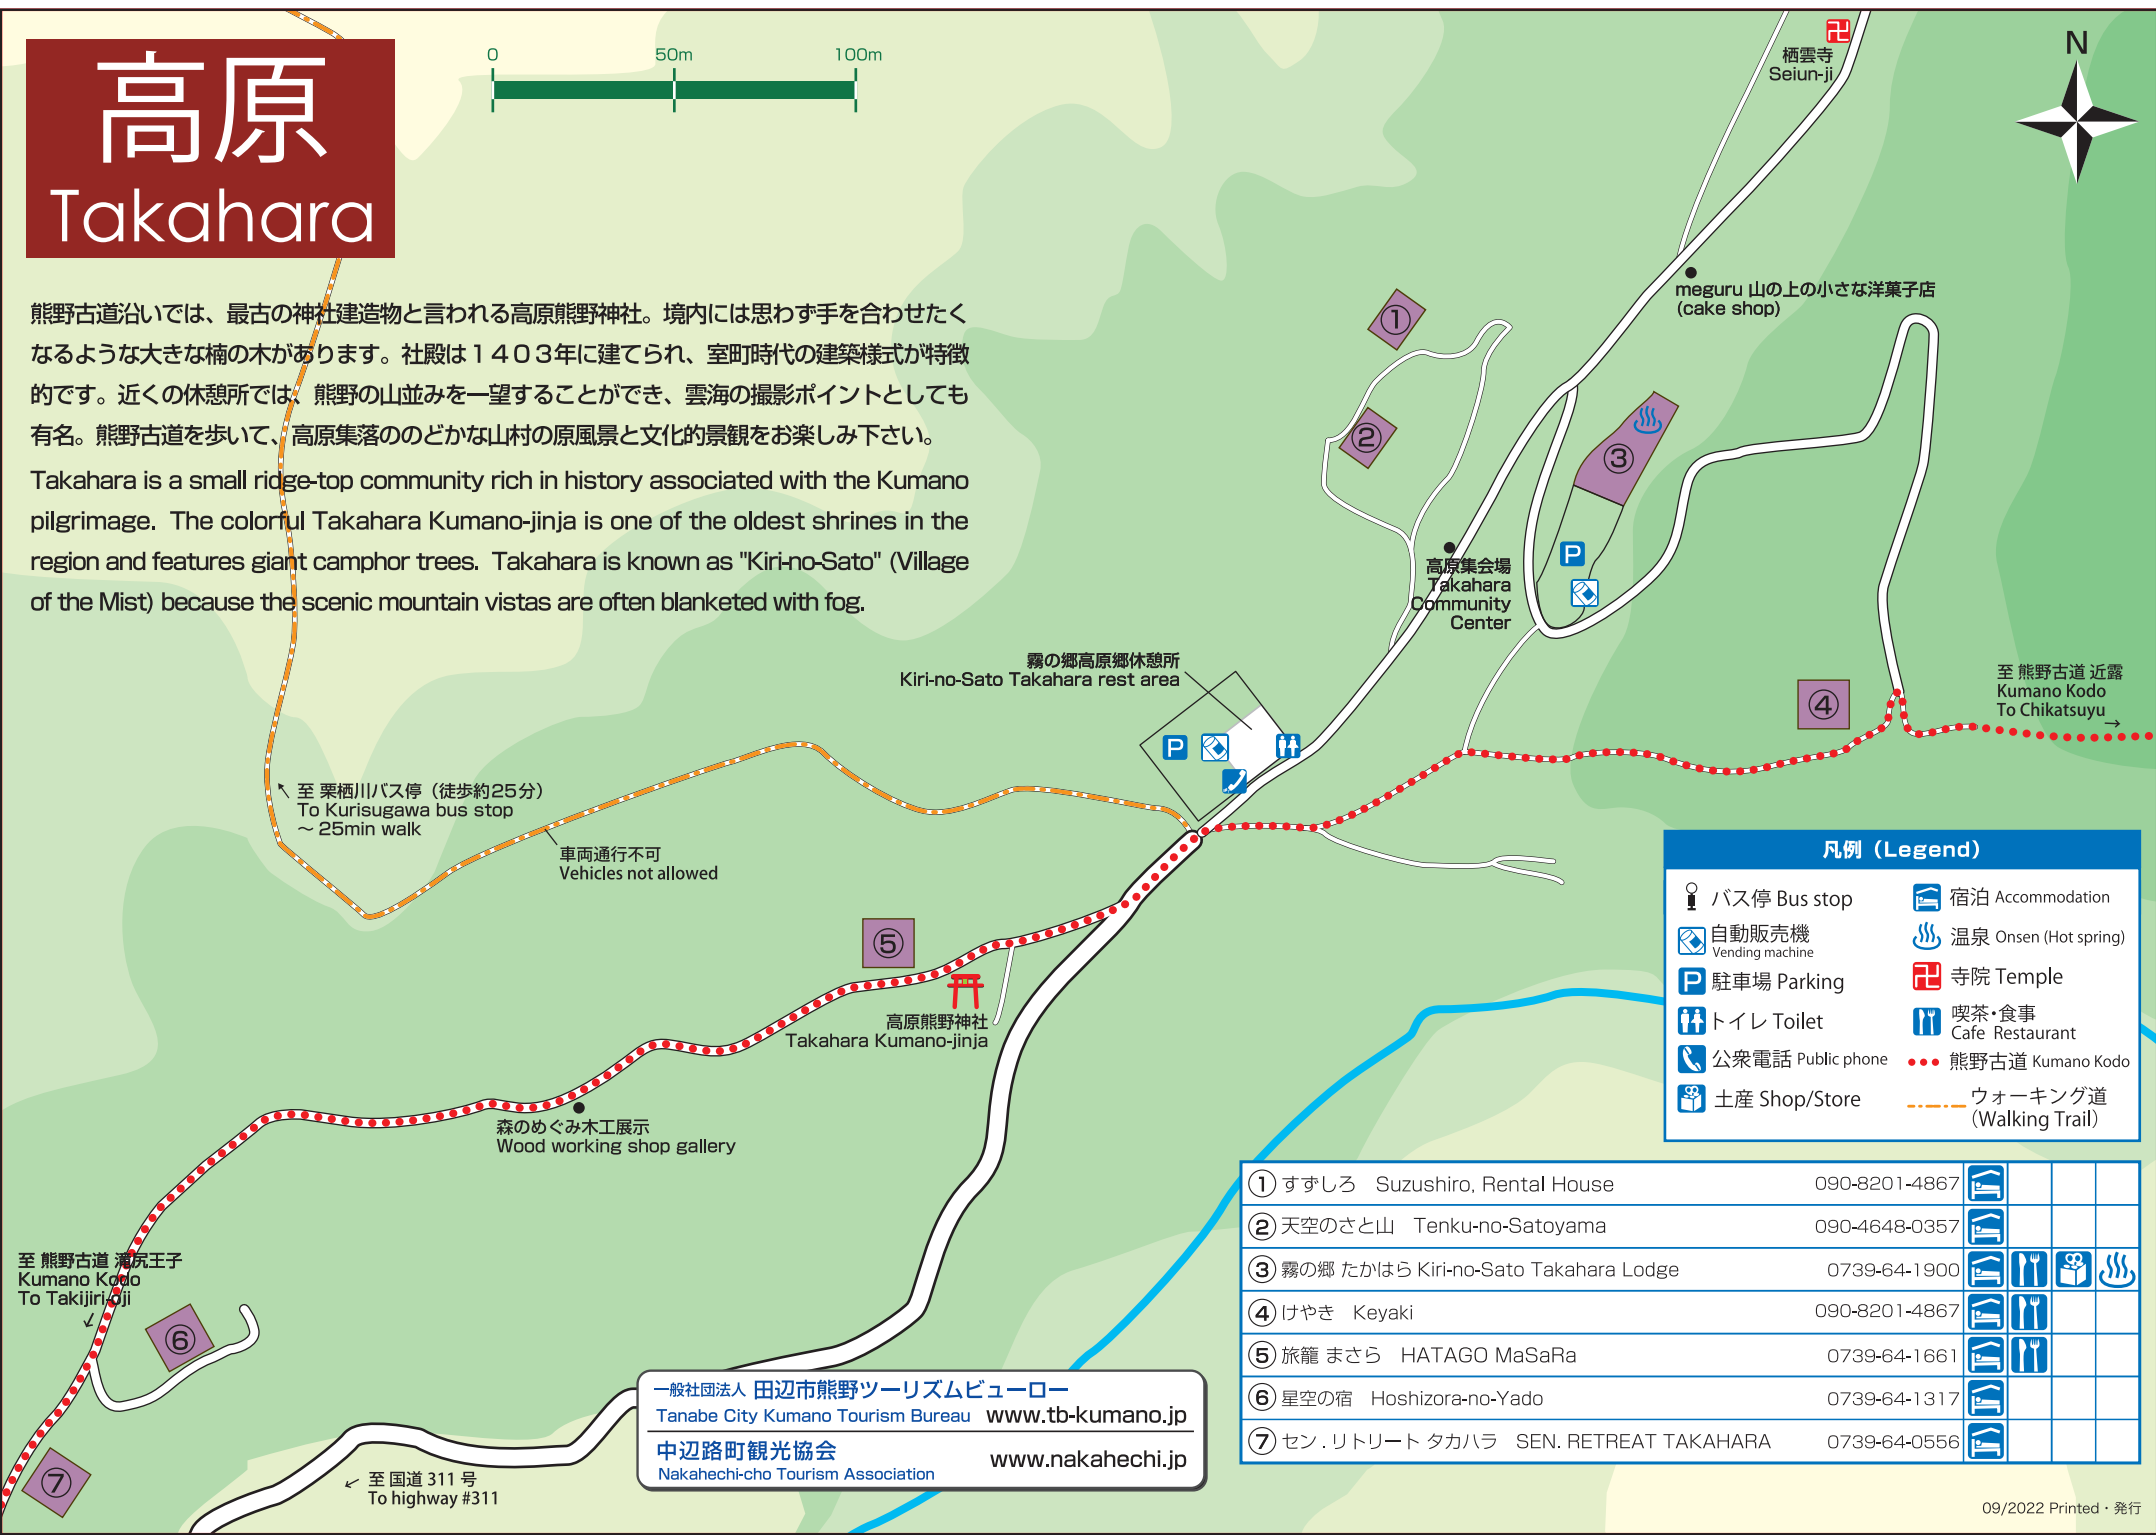 高原
Takahara
0 50m 100m
N
熊野古道沿いでは、最古の神社建造物と言われる高原熊野神社。境内には思わず手を合わせたく
なるような大きな楠の木があります。社殿は１４０３年に建てられ、室町時代の建築様式が特徴
的です。近くの休憩所では、熊野の山並みを一望することができ、雲海の撮影ポイントとしても
有名。熊野古道を歩いて、高原集落ののどかな山村の原風景と文化的景観をお楽しみ下さい。
Takahara is a small ridge-top community rich in history associated with the Kumano
pilgrimage. The colorful Takahara Kumano-jinja is one of the oldest shrines in the
region and features giant camphor trees. Takahara is known as "Kiri-no-Sato" (Village
of the Mist) because the scenic mountain vistas are often blanketed with fog.
卍
栖雲寺
Seiun-ji
meguru 山の上の小さな洋菓子店
(cake shop)
①
②
③
P
高原集会場
Takahara
Community
Center
霧の郷高原郷休憩所
Kiri-no-Sato Takahara rest area
P
④
至 熊野古道 近露
Kumano Kodo
To Chikatsuyu
→
↖ 至 栗栖川バス停（徒歩約25分）
To Kurisugawa bus stop
～ 25min walk
車両通行不可
Vehicles not allowed
⑤
高原熊野神社
Takahara Kumano-jinja
森のめぐみ木工展示
Wood working shop gallery
至 熊野古道 滝尻王子
Kumano Kodo
To Takijiri-oji
↙
⑥
⑦
↙ 至 国道 311 号
To highway #311
凡例（Legend）
バス停 Bus stop
自動販売機
Vending machine
P 駐車場 Parking
トイレ Toilet
公衆電話 Public phone
土産 Shop/Store
宿泊 Accommodation
温泉 Onsen (Hot spring)
卍 寺院 Temple
喫茶・食事
Cafe Restaurant
熊野古道 Kumano Kodo
ウォーキング道
（Walking Trail）
① すずしろ Suzushiro, Rental House 090-8201-4867
② 天空のさと山 Tenku-no-Satoyama 090-4648-0357
③ 霧の郷 たかはら Kiri-no-Sato Takahara Lodge 0739-64-1900
④ けやき Keyaki 090-8201-4867
⑤ 旅籠 まさら HATAGO MaSaRa 0739-64-1661
⑥ 星空の宿 Hoshizora-no-Yado 0739-64-1317
⑦ セン．リトリート タカハラ SEN. RETREAT TAKAHARA 0739-64-0556
一般社団法人 田辺市熊野ツーリズムビューロー
Tanabe City Kumano Tourism Bureau www.tb-kumano.jp
中辺路町観光協会
Nakahechi-cho Tourism Association www.nakahechi.jp
09/2022 Printed・発行